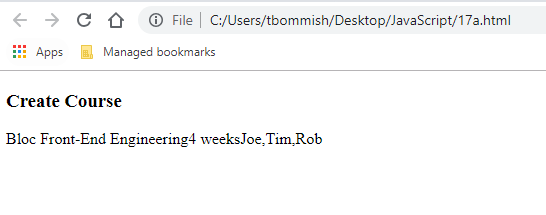 File | C:/Users/tbommish/Desktop/JavaScript/17a.html
Apps Managed bookmarks
Create Course
Bloc Front-End Engineering4 weeksJoe,Tim,Rob